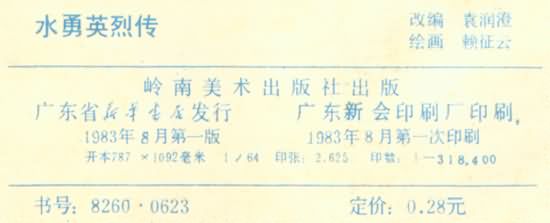 水勇英烈传
改编 袁润澄
绘画 赖征云
岭南美术出版社出版
广东省新华书店发行 广东新会印刷厂印刷
1983年8月第一版 1983年8月第一次印刷
开本787×1092毫米 1/64 印张:2.625 印数:1—318,400
书号:8260·0623 定价:0.28元